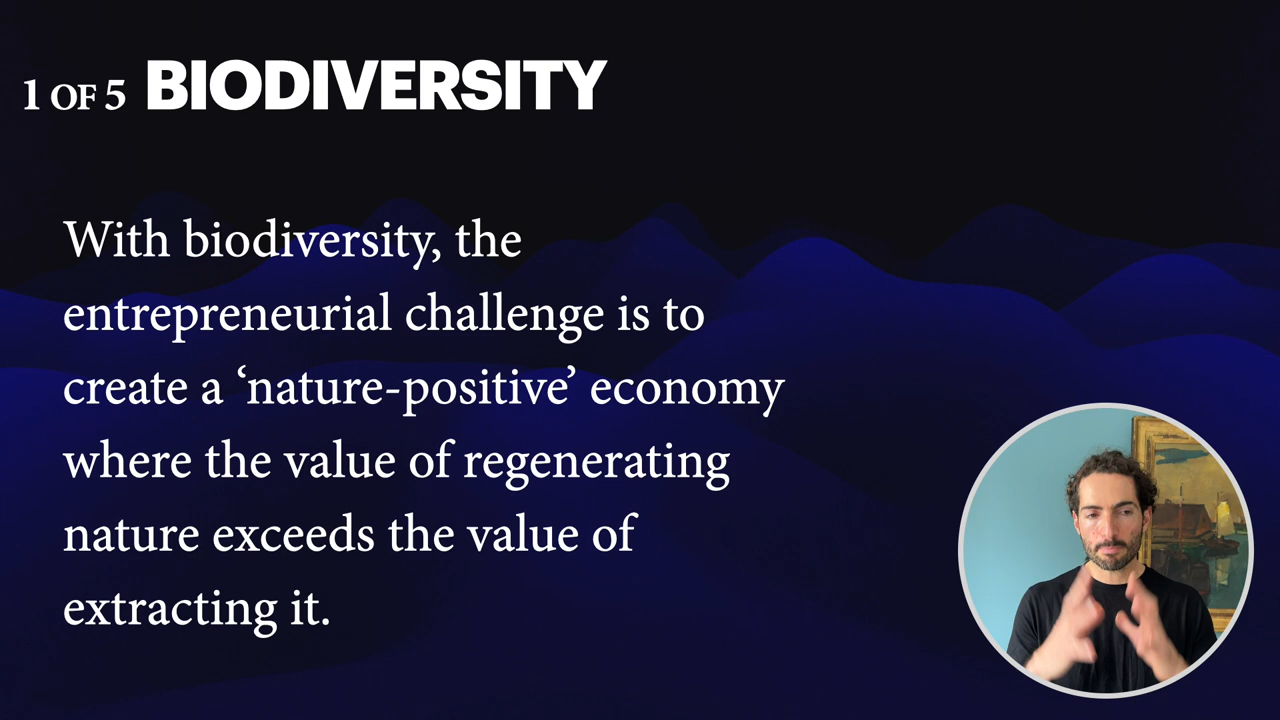 1 OF 5 BIODIVERSITY
With biodiversity, the
entrepreneurial challenge is to
create a ‘nature-positive’ economy
where the value of regenerating
nature exceeds the value of
extracting it.